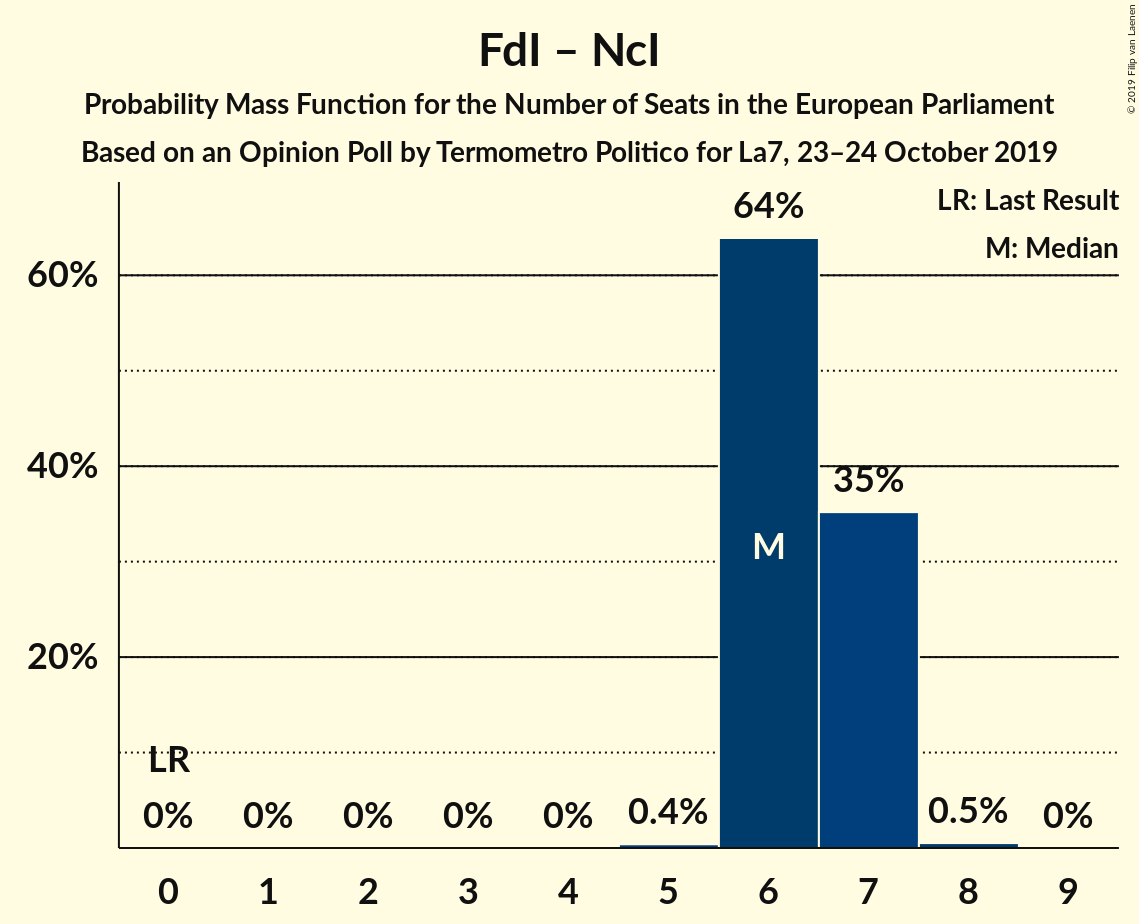 FdI – NcI
Probability Mass Function for the Number of Seats in the European Parliament
Based on an Opinion Poll by Termometro Politico for La7, 23–24 October 2019
© 2019 Filip van Laenen
LR: Last Result
M: Median
64%
60%
40%
35%
M
20%
LR
0% 0% 0% 0% 0% 0.4% 0.5% 0%
0 1 2 3 4 5 6 7 8 9